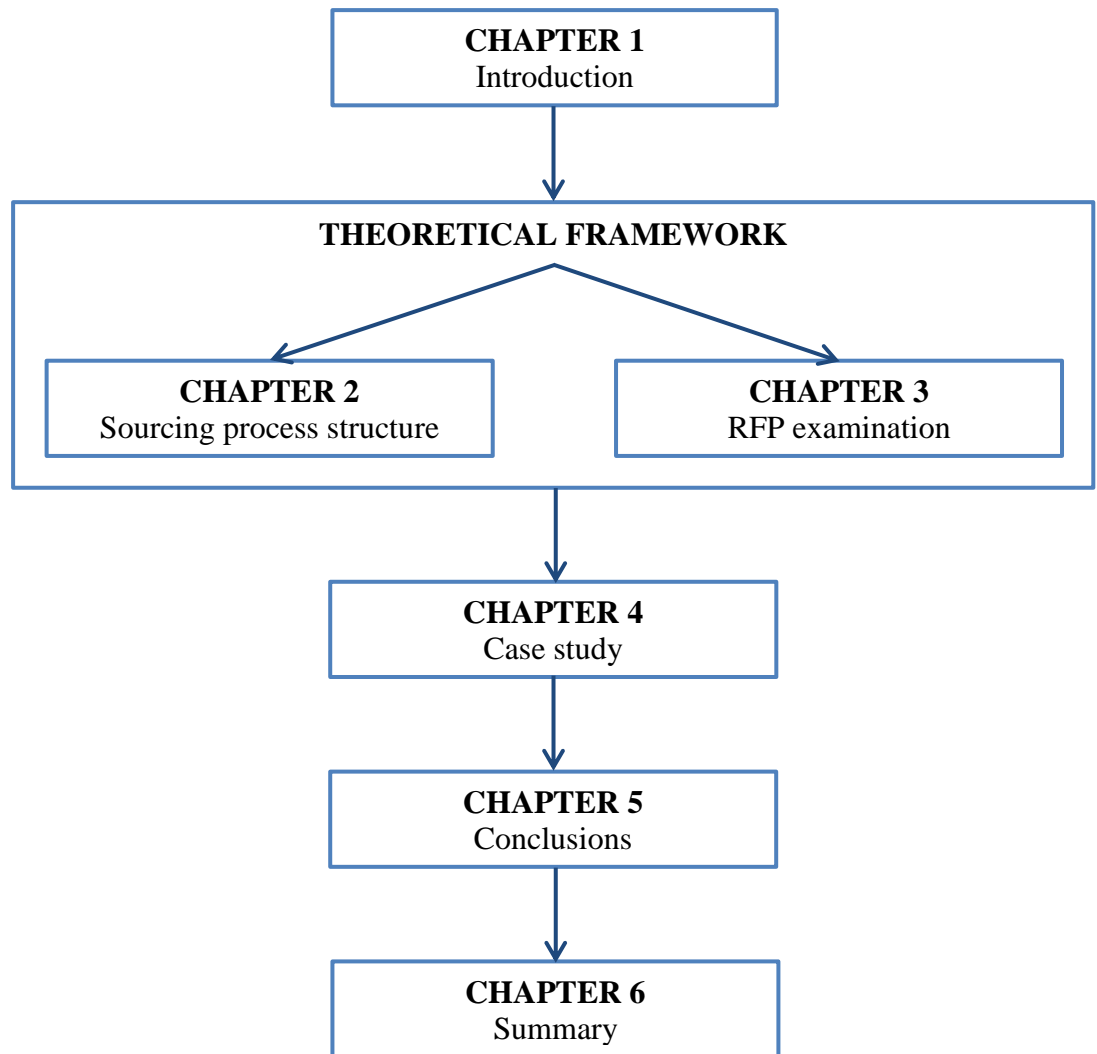 CHAPTER 1
Introduction
THEORETICAL FRAMEWORK
CHAPTER 2
Sourcing process structure
CHAPTER 3
RFP examination
CHAPTER 4
Case study
CHAPTER 5
Conclusions
CHAPTER 6
Summary